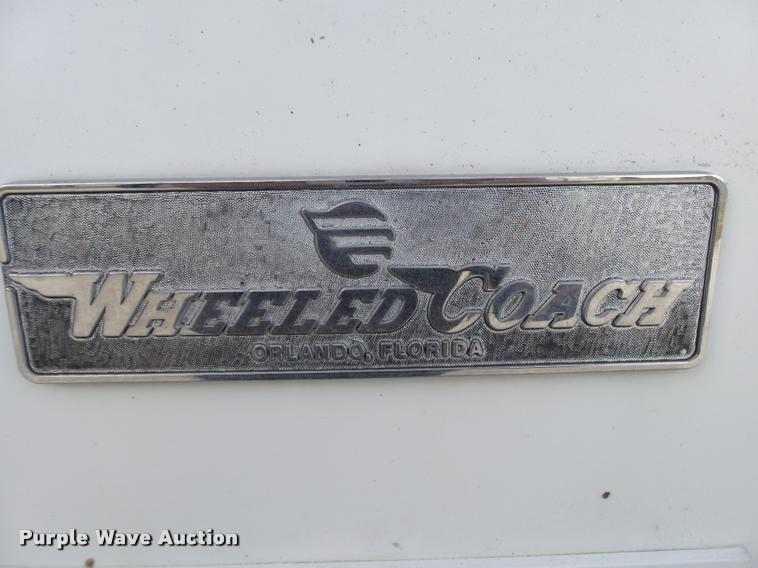 WHEELED COACH
ORLANDO, FLORIDA
Purple Wave Auction